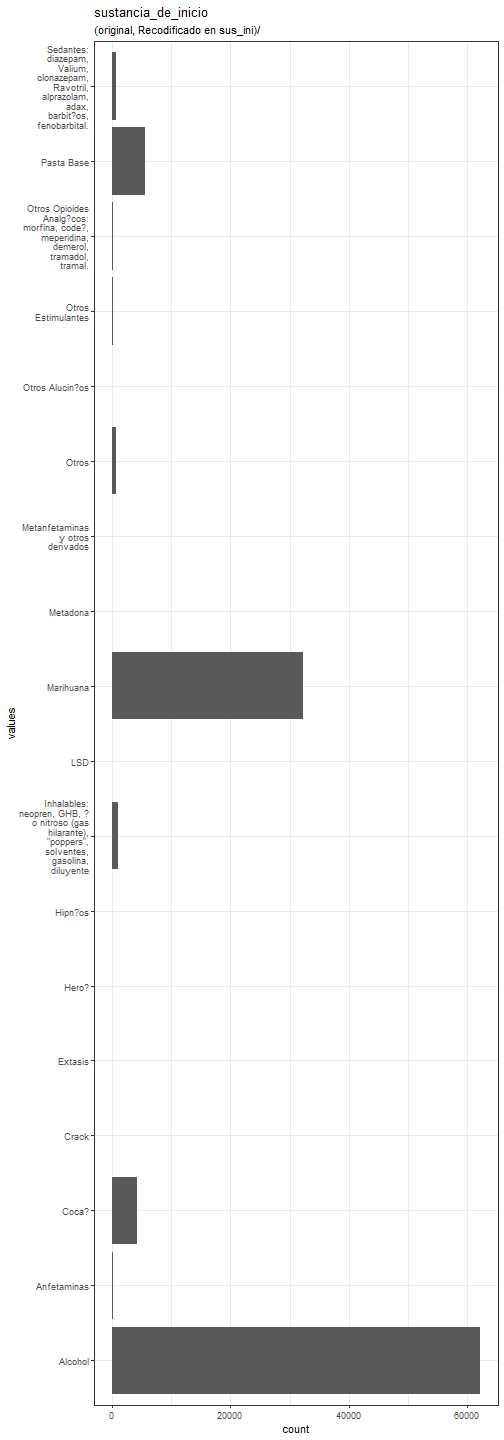 sustancia_de_inicio
(original, Recodificado en sus_ini)/
Sedantes:
diazepam,
Valium,
clonazepam,
Ravotril,
alprazolam,
adax,
barbit?os,
fenobarbital.
Pasta Base
Otros Opioides
Analg?cos:
morfina, code?,
meperidina,
demerol,
tramadol,
tramal.
Otros
Estimulantes
Otros Alucin?os
Otros
Metanfetaminas
y otros
derivados
Metadona
Marihuana
values
LSD
Inhalables:
neopren, GHB, ?
o nitroso (gas
hilarante),
"poppers",
solventes,
gasolina,
diluyente
Hipn?os
Hero?
Extasis
Crack
Coca?
Anfetaminas
Alcohol
0 20000 40000 60000
count